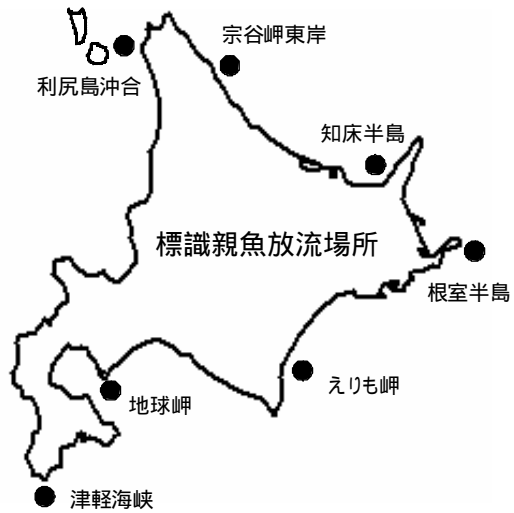 宗谷岬東岸
利尻島沖合
知床半島
標識親魚放流場所
根室半島
えりも岬
地球岬
津軽海峡